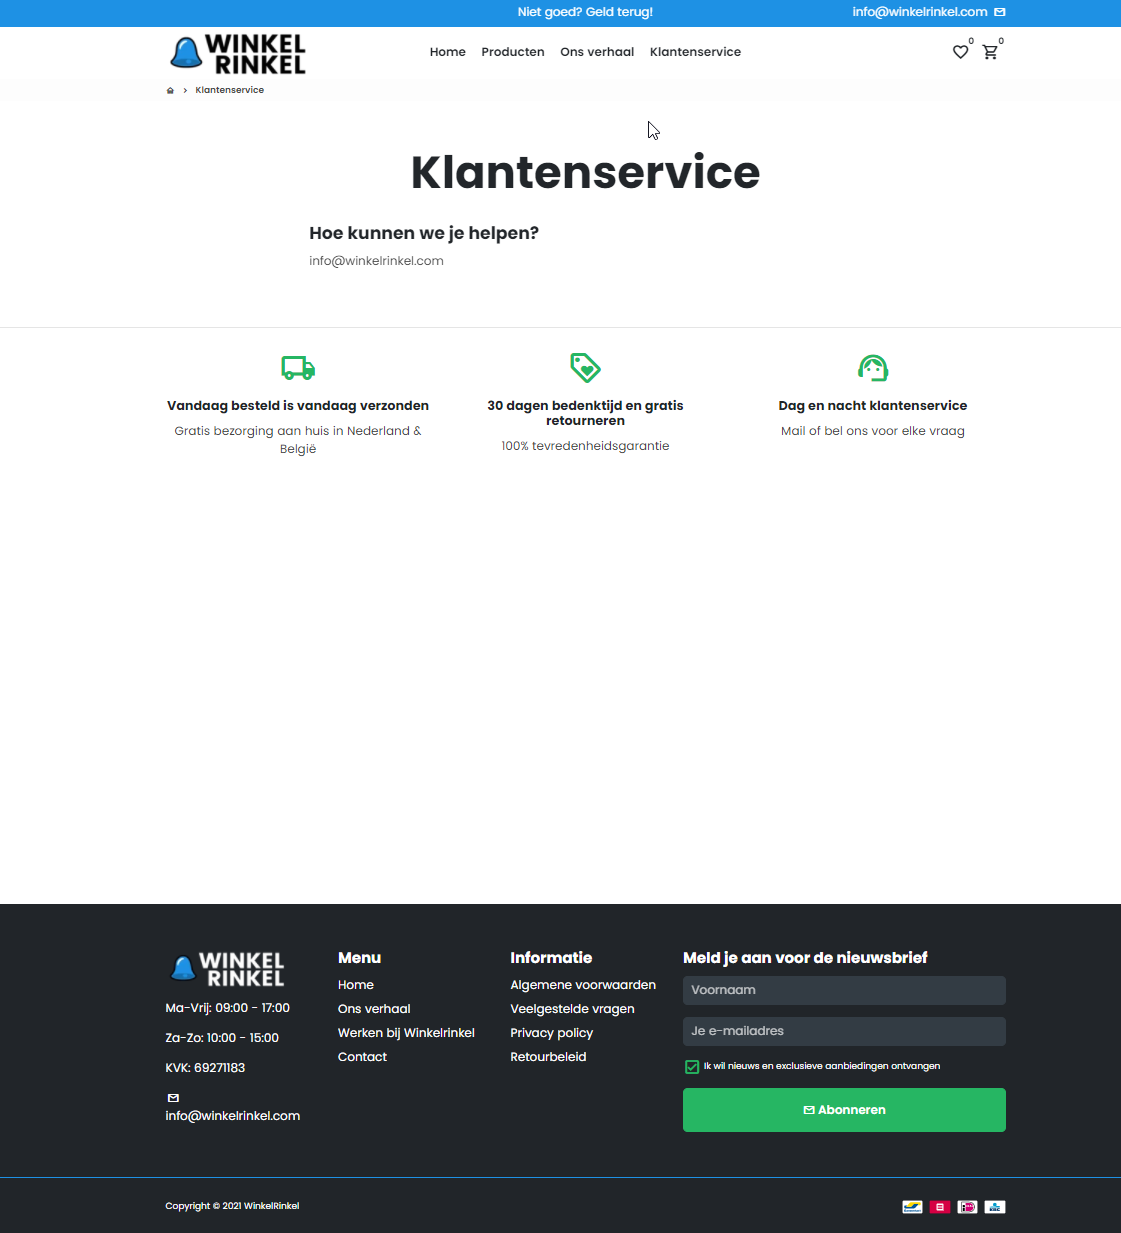 Niet goed? Geld terug!
info@winkelrinkel.com
WINKEL
RINKEL
Home
Producten
Ons verhaal
Klantenservice
0
0
Klantenservice
Klantenservice
Hoe kunnen we je helpen?
info@winkelrinkel.com
Vandaag besteld is vandaag verzonden
Gratis bezorging aan huis in Nederland &
België
30 dagen bedenktijd en gratis
retourneren
100% tevredenheidsgarantie
Dag en nacht klantenservice
Mail of bel ons voor elke vraag
WINKEL
RINKEL
Ma-Vrij: 09:00 - 17:00
Za-Zo: 10:00 - 15:00
KVK: 69271183
info@winkelrinkel.com
Menu
Home
Ons verhaal
Werken bij Winkelrinkel
Contact
Informatie
Algemene voorwaarden
Veelgestelde vragen
Privacy policy
Retourbeleid
Meld je aan voor de nieuwsbrief
Voornaam
Je e-mailadres
Ik wil nieuws en exclusieve aanbiedingen ontvangen
Abonneren
Copyright © 2021 WinkelRinkel